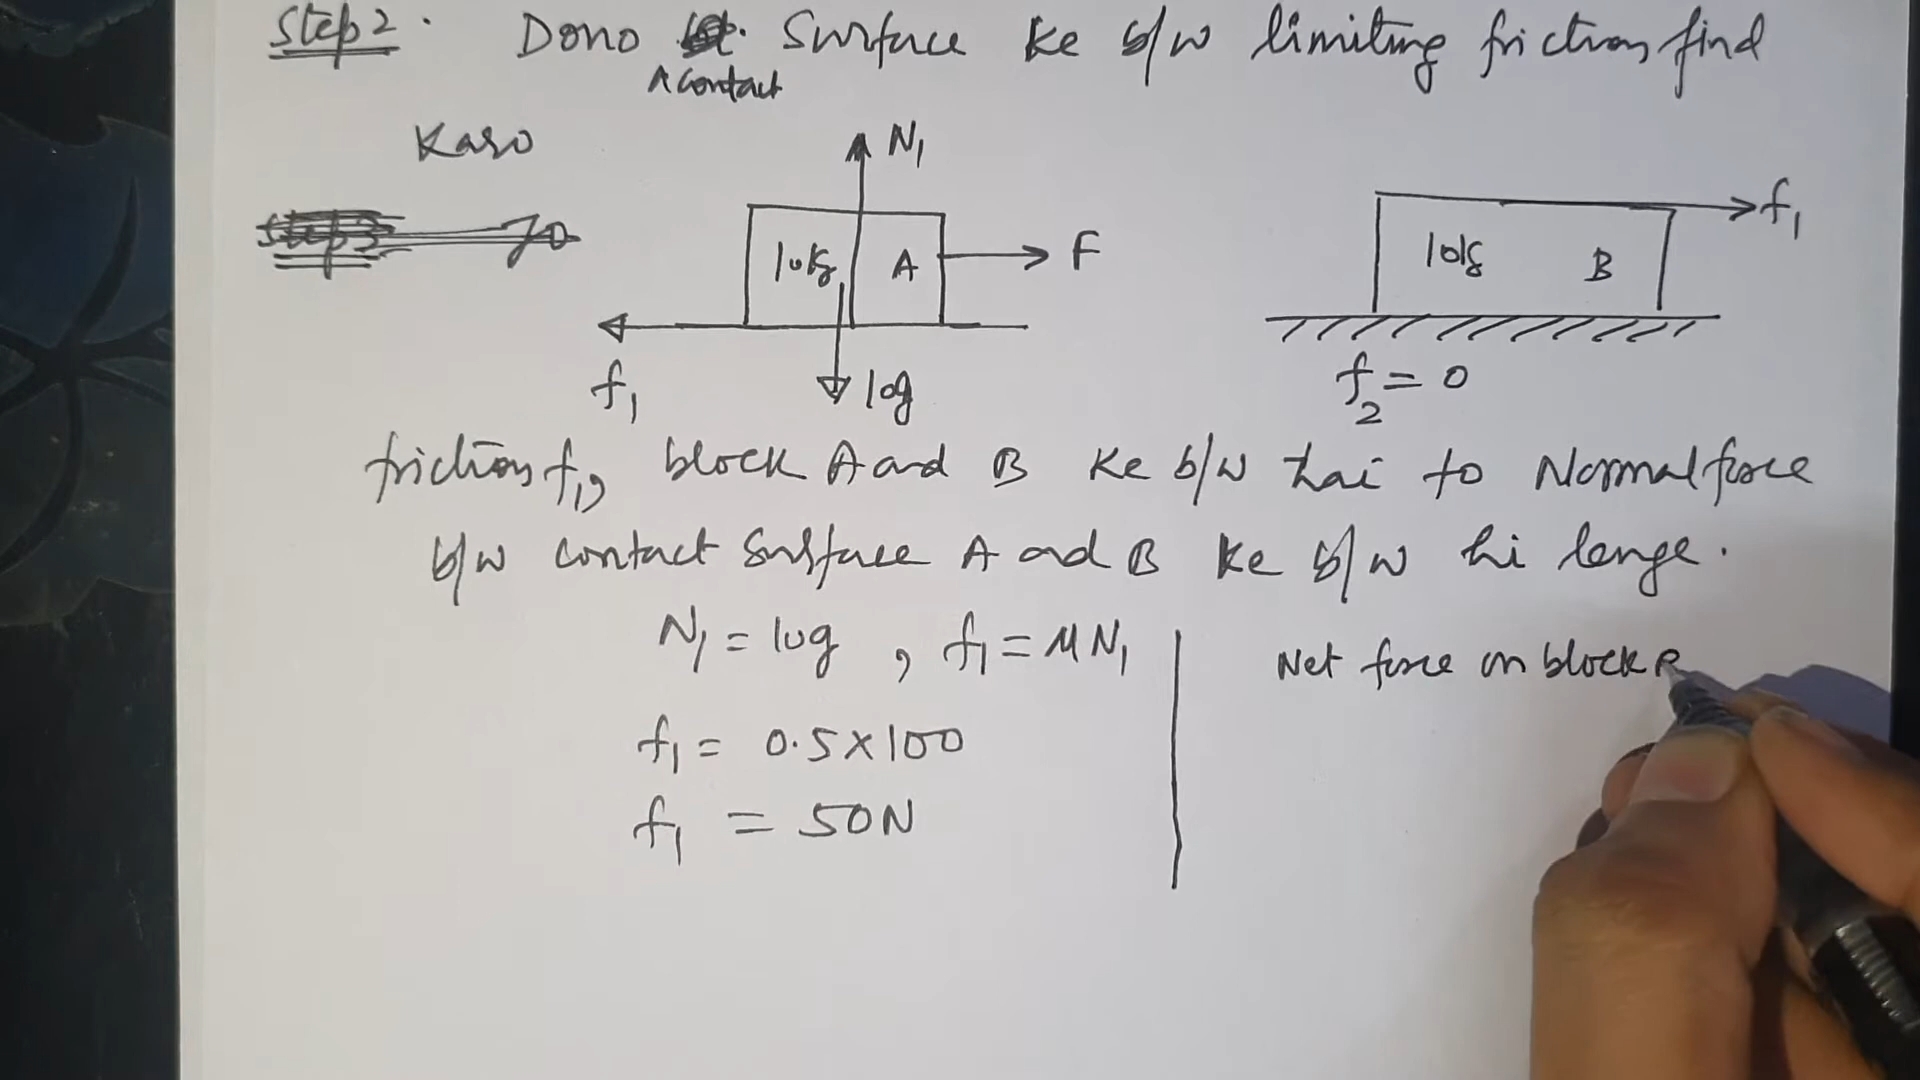 Step 2. Dono Surface Ke b/w limiting friction find
^ contact
Karo
N₁
10kg A
F
f₁
10g
10kg B
f₁
f₂ = 0
friction f₁, block A and B Ke b/w hai to Normal force
b/w contact Surface A and B Ke b/w hi lenge.
N₁ = 10g , f₁ = μN₁
f₁ = 0.5 × 100
f₁ = 50N
Net force on block